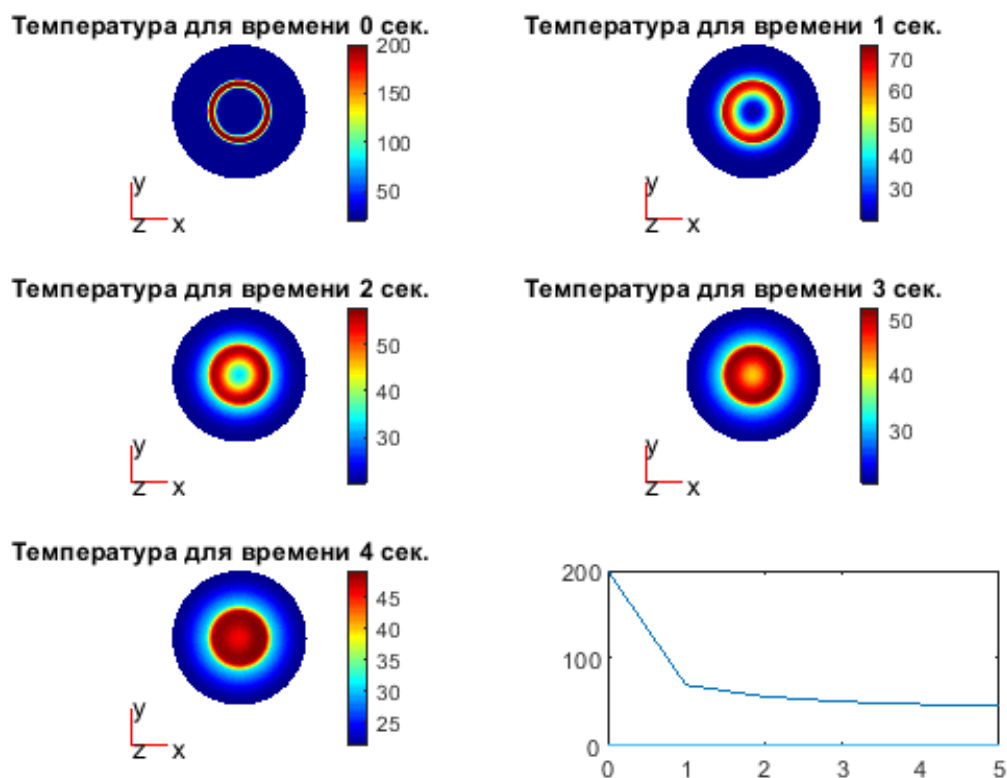 Температура для времени 0 сек.
200
150
100
50
y
z x
Температура для времени 1 сек.
70
60
50
40
30
y
z x
Температура для времени 2 сек.
50
40
30
y
z x
Температура для времени 3 сек.
50
40
30
y
z x
Температура для времени 4 сек.
45
40
35
30
25
y
z x
200
100
0
0 1 2 3 4 5